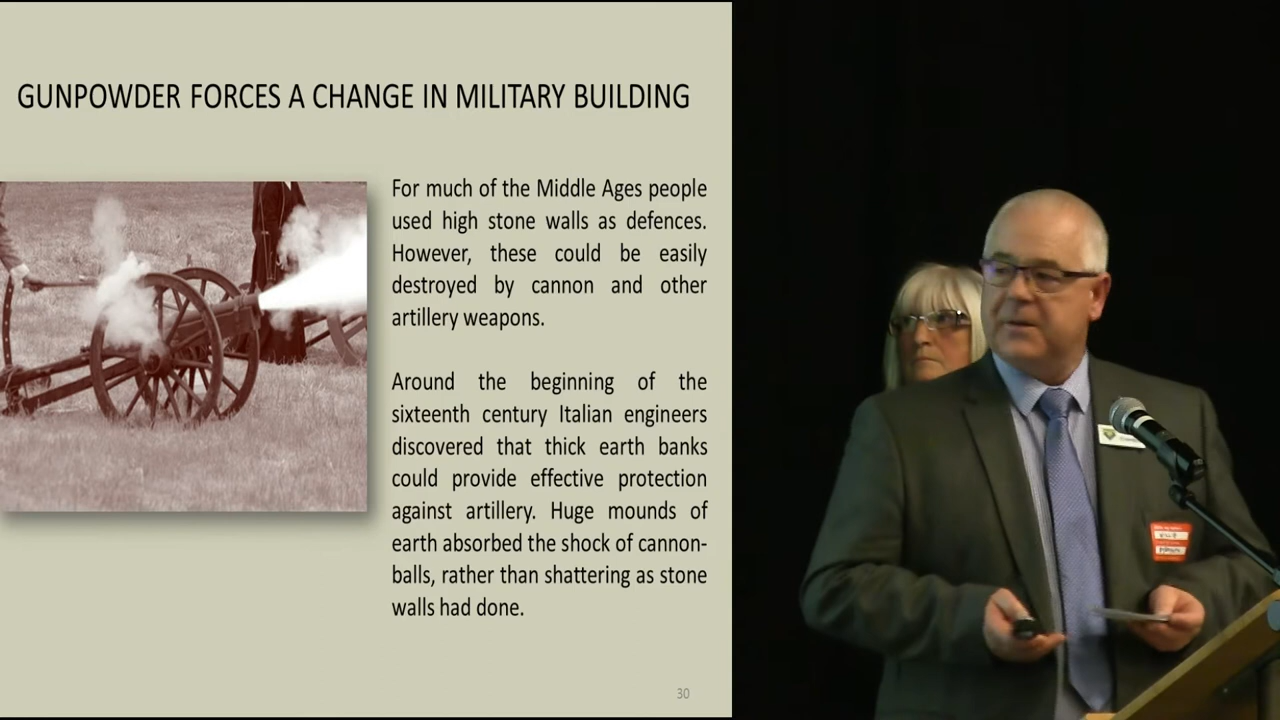 GUNPOWDER FORCES A CHANGE IN MILITARY BUILDING
For much of the Middle Ages people
used high stone walls as defences.
However, these could be easily
destroyed by cannon and other
artillery weapons.
Around the beginning of the
sixteenth century Italian engineers
discovered that thick earth banks
could provide effective protection
against artillery. Huge mounds of
earth absorbed the shock of cannon-
balls, rather than shattering as stone
walls had done.
30